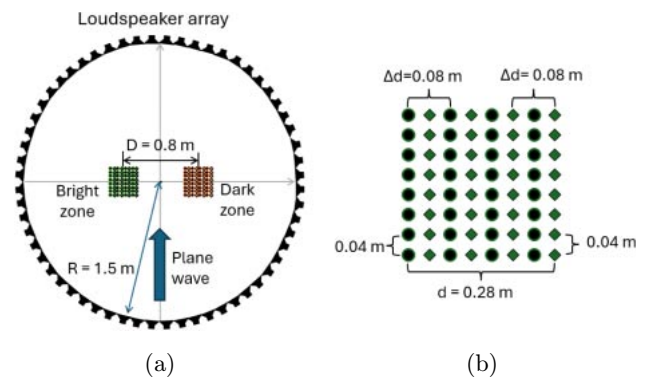 Loudspeaker array
D = 0.8 m
Bright
zone
Dark
zone
R = 1.5 m
Plane
wave
(a)
Δd=0.08 m
Δd= 0.08 m
0.04 m
0.04 m
d = 0.28 m
(b)